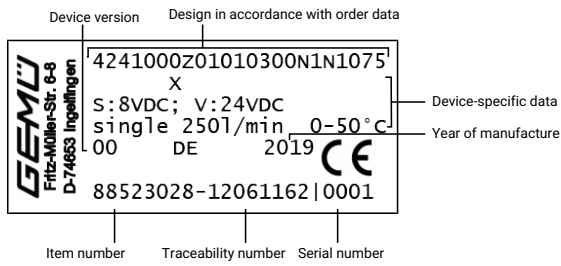 Device version
Design in accordance with order data
GEMÜ
Fritz-Müller-Str. 6-8
D-74653 Ingelfingen
4241000Z01010300N1N1075
X
S:8VDC; V:24VDC
single 250l/min 0-50°C
00 DE 2019 CE
88523028-12061162|0001
Device-specific data
Year of manufacture
Item number Traceability number Serial number